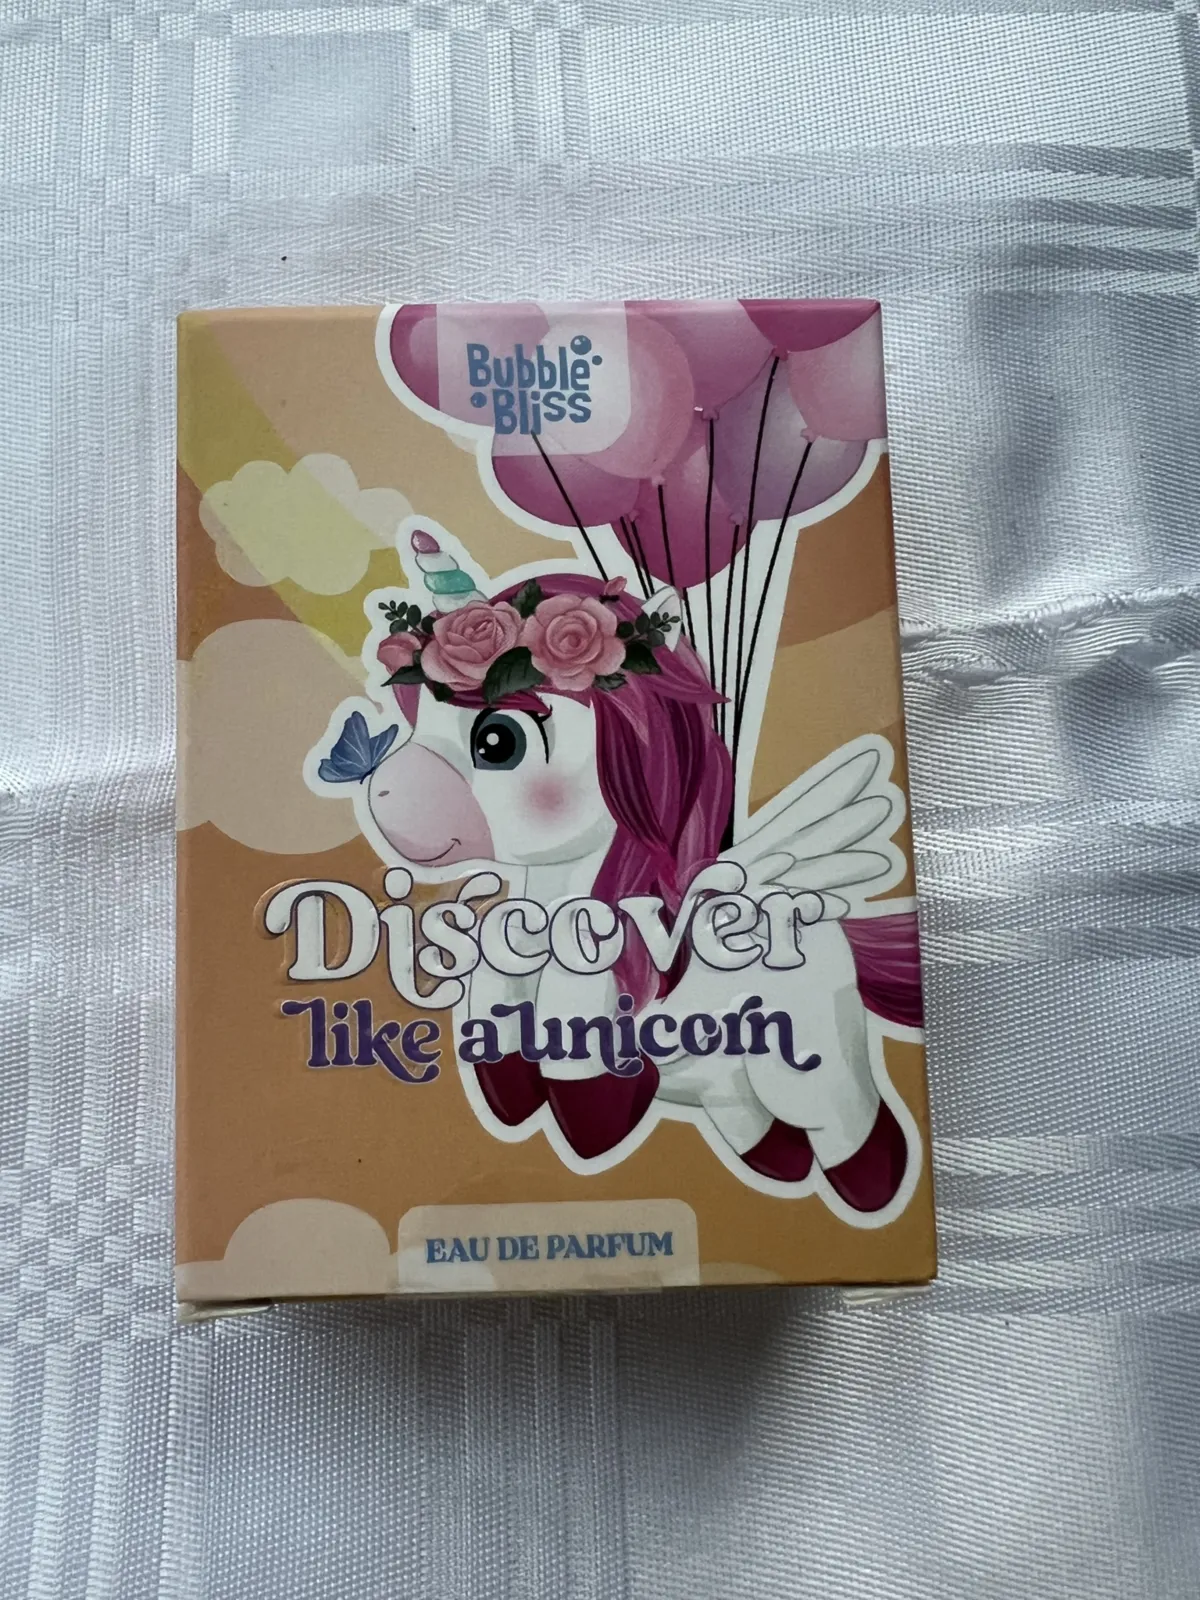 Bubble
Bliss
Discover
like a unicorn
EAU DE PARFUM